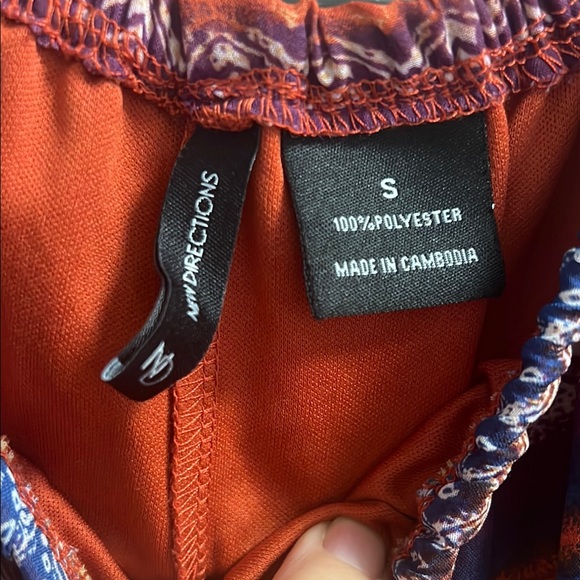 NEW DIRECTIONS
ND
S
100%POLYESTER
MADE IN CAMBODIA